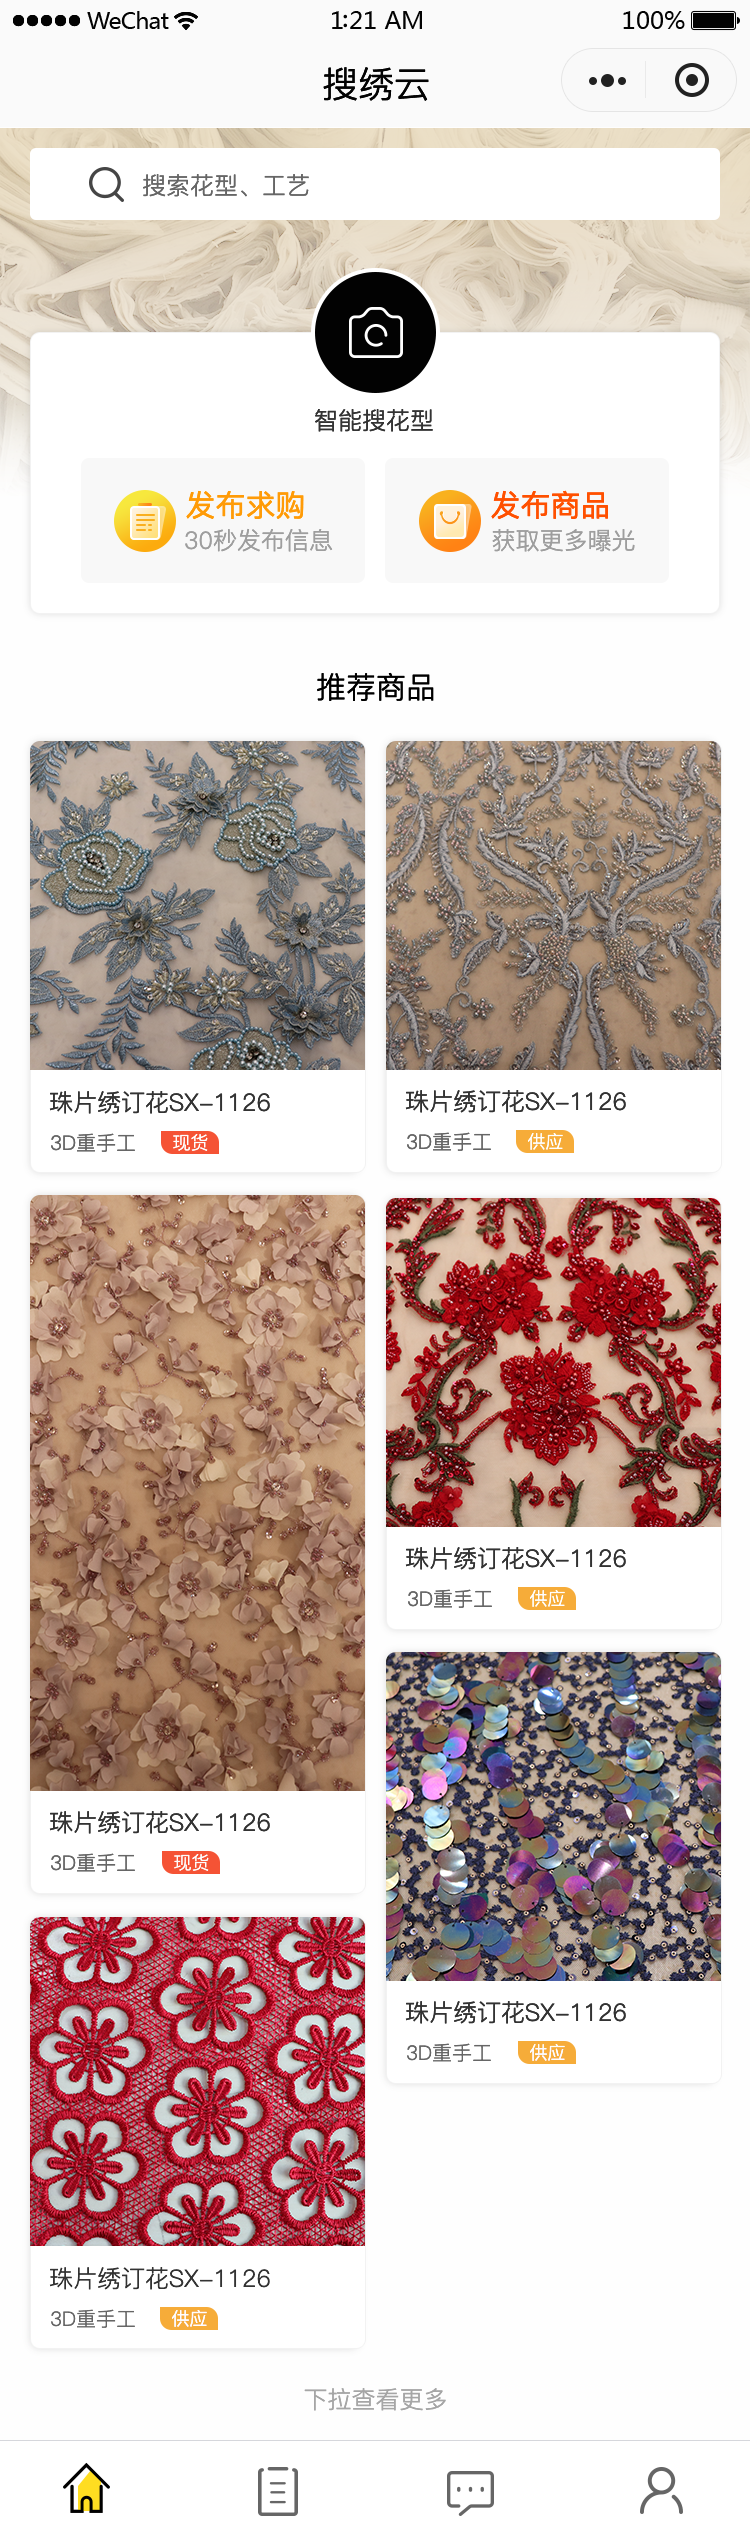 WeChat 1:21 AM 100%
搜绣云
搜索花型、工艺
智能搜花型
发布求购 发布商品
30秒发布信息 获取更多曝光
推荐商品
珠片绣订花SX-1126
3D重手工 现货
珠片绣订花SX-1126
3D重手工 供应
珠片绣订花SX-1126
3D重手工 供应
珠片绣订花SX-1126
3D重手工 现货
珠片绣订花SX-1126
3D重手工 供应
珠片绣订花SX-1126
3D重手工 供应
下拉查看更多